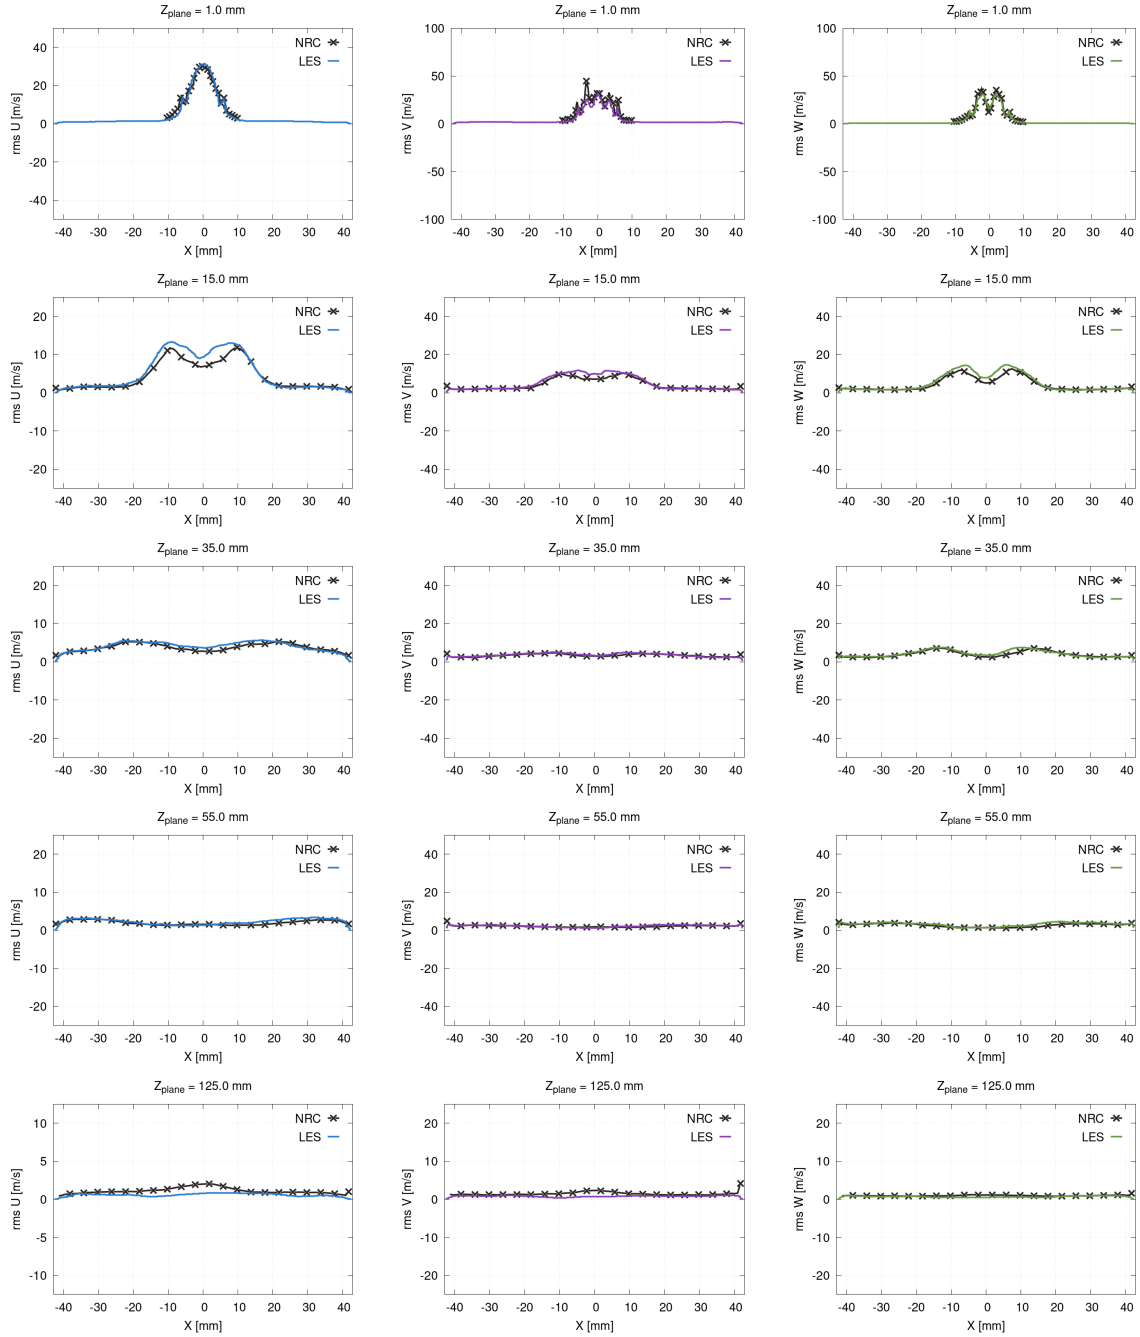 Zplane = 1.0 mm
40
20
0
-20
-40
rms U [m/s]
NRC
LES
-40 -30 -20 -10 0 10 20 30 40
X [mm]
Zplane = 1.0 mm
100
50
0
-50
-100
rms V [m/s]
NRC
LES
-40 -30 -20 -10 0 10 20 30 40
X [mm]
Zplane = 1.0 mm
100
50
0
-50
-100
rms W [m/s]
NRC
LES
-40 -30 -20 -10 0 10 20 30 40
X [mm]
Zplane = 15.0 mm
20
10
0
-10
-20
rms U [m/s]
NRC
LES
-40 -30 -20 -10 0 10 20 30 40
X [mm]
Zplane = 15.0 mm
40
20
0
-20
-40
rms V [m/s]
NRC
LES
-40 -30 -20 -10 0 10 20 30 40
X [mm]
Zplane = 15.0 mm
40
20
0
-20
-40
rms W [m/s]
NRC
LES
-40 -30 -20 -10 0 10 20 30 40
X [mm]
Zplane = 35.0 mm
20
10
0
-10
-20
rms U [m/s]
NRC
LES
-40 -30 -20 -10 0 10 20 30 40
X [mm]
Zplane = 35.0 mm
40
20
0
-20
-40
rms V [m/s]
NRC
LES
-40 -30 -20 -10 0 10 20 30 40
X [mm]
Zplane = 35.0 mm
40
20
0
-20
-40
rms W [m/s]
NRC
LES
-40 -30 -20 -10 0 10 20 30 40
X [mm]
Zplane = 55.0 mm
20
10
0
-10
-20
rms U [m/s]
NRC
LES
-40 -30 -20 -10 0 10 20 30 40
X [mm]
Zplane = 55.0 mm
40
20
0
-20
-40
rms V [m/s]
NRC
LES
-40 -30 -20 -10 0 10 20 30 40
X [mm]
Zplane = 55.0 mm
40
20
0
-20
-40
rms W [m/s]
NRC
LES
-40 -30 -20 -10 0 10 20 30 40
X [mm]
Zplane = 125.0 mm
10
5
0
-5
-10
rms U [m/s]
NRC
LES
-40 -30 -20 -10 0 10 20 30 40
X [mm]
Zplane = 125.0 mm
20
10
0
-10
-20
rms V [m/s]
NRC
LES
-40 -30 -20 -10 0 10 20 30 40
X [mm]
Zplane = 125.0 mm
20
10
0
-10
-20
rms W [m/s]
NRC
LES
-40 -30 -20 -10 0 10 20 30 40
X [mm]